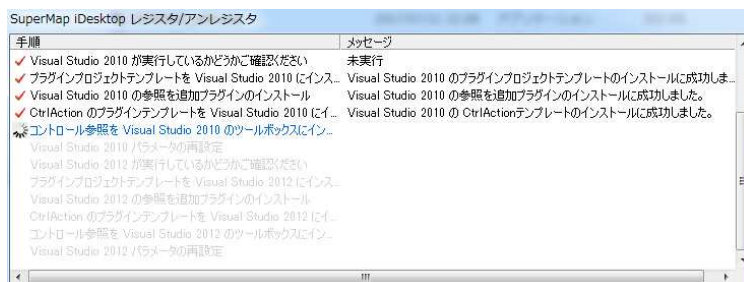 SuperMap iDesktop レジスタ/アンレジスタ
手順 メッセージ
Visual Studio 2010 が実行しているかどうかご確認ください 未実行
プラグインプロジェクトテンプレートを Visual Studio 2010 にインス... Visual Studio 2010 のプラグインプロジェクトテンプレートのインストールに成功しま...
Visual Studio 2010 の参照を追加プラグインのインストール Visual Studio 2010 の参照を追加プラグインのインストールに成功しました。
CtrlAction のプラグインテンプレートを Visual Studio 2010 にイ... Visual Studio 2010 の CtrlActionテンプレートのインストールに成功しました。
コントロール参照を Visual Studio 2010 のツールボックスにイン...
Visual Studio 2010 パラメータの再設定
Visual Studio 2012 が実行しているかどうかご確認ください
プラグインプロジェクトテンプレートを Visual Studio 2012 にインス...
Visual Studio 2012 の参照を追加プラグインのインストール
CtrlAction のプラグインテンプレートを Visual Studio 2012 にイ...
コントロール参照を Visual Studio 2012 のツールボックスにイン...
Visual Studio 2012 パラメータの再設定